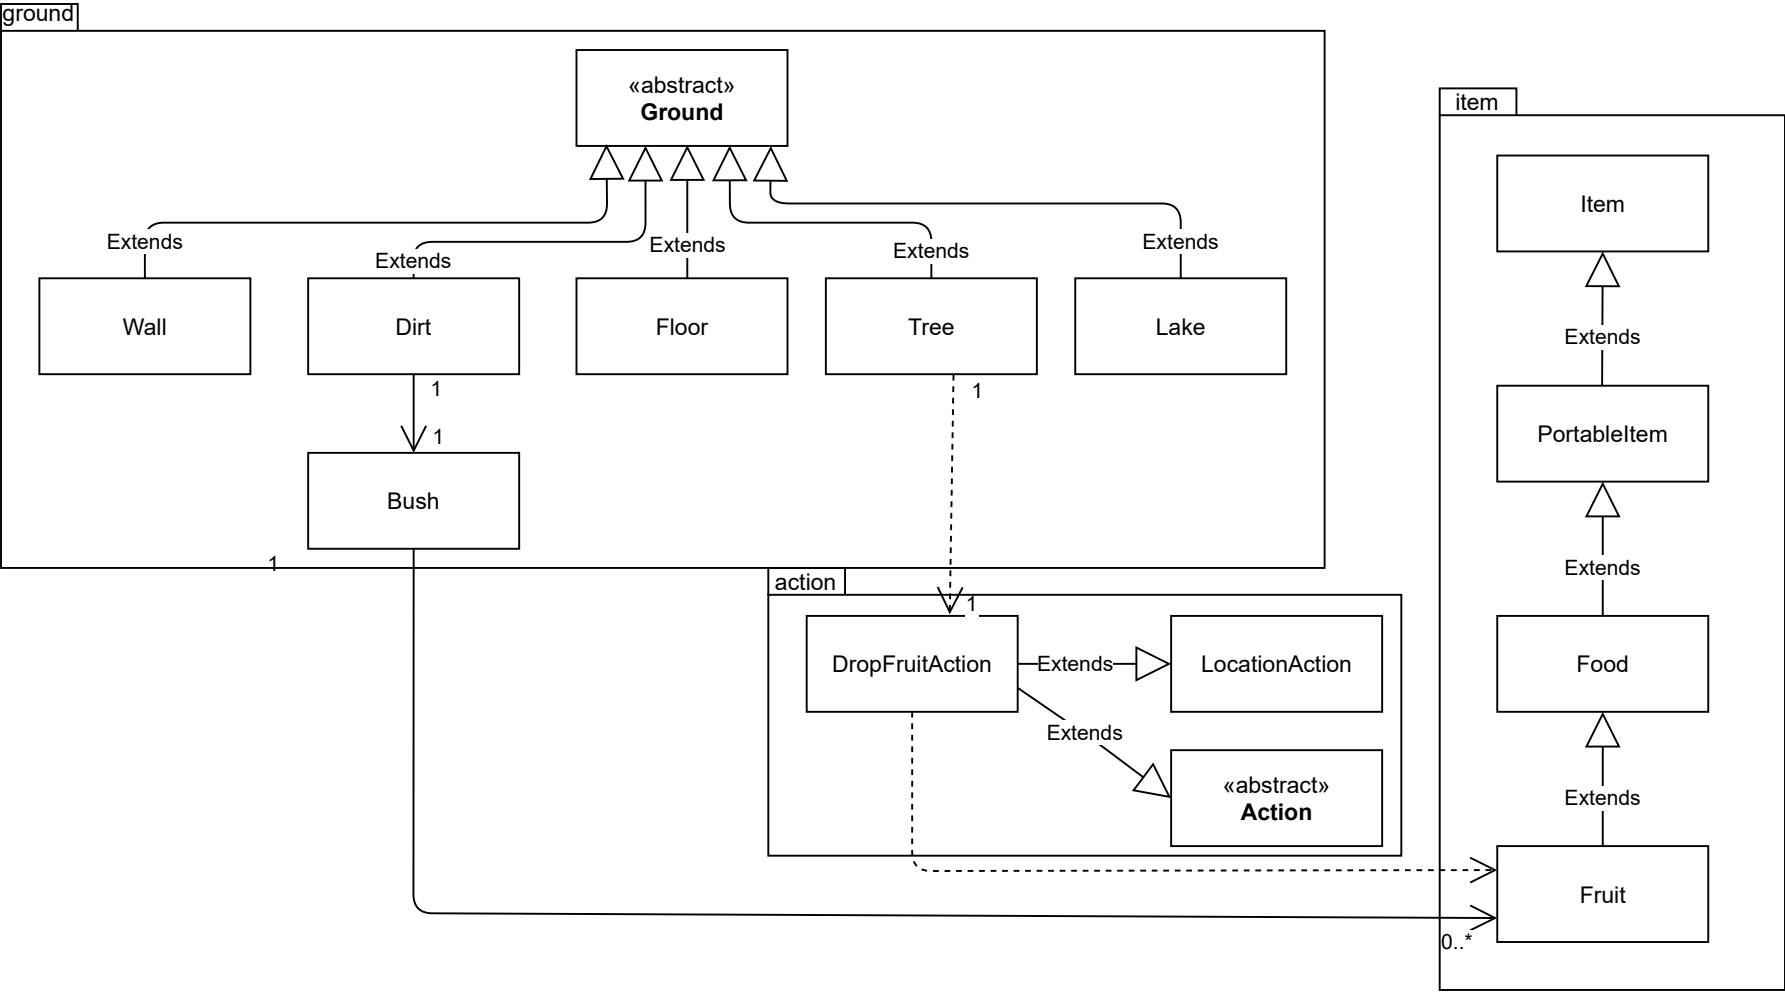 ground
«abstract»
Ground
item
Item
Extends
Extends
Extends
Extends
Extends
Wall
Dirt
Floor
Tree
Lake
Extends
1
1
PortableItem
1
Bush
1
Extends
action
1
DropFruitAction
Extends
LocationAction
Food
Extends
«abstract»
Action
Extends
Fruit
0..*